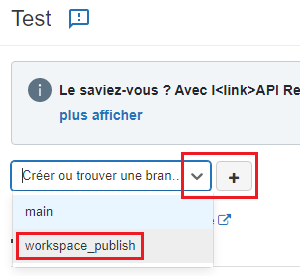 Test
Le saviez-vous ? Avec l<link>API Re
plus afficher
Créer ou trouver une bran...
+
main
workspace_publish